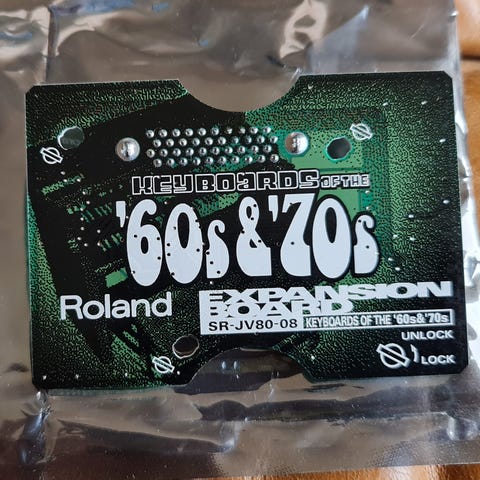 KEYBOARDS OF THE
'60s & '70s
Roland
EXPANSION
BOARD
SR-JV80-08 KEYBOARDS OF THE '60s & '70s
UNLOCK
LOCK